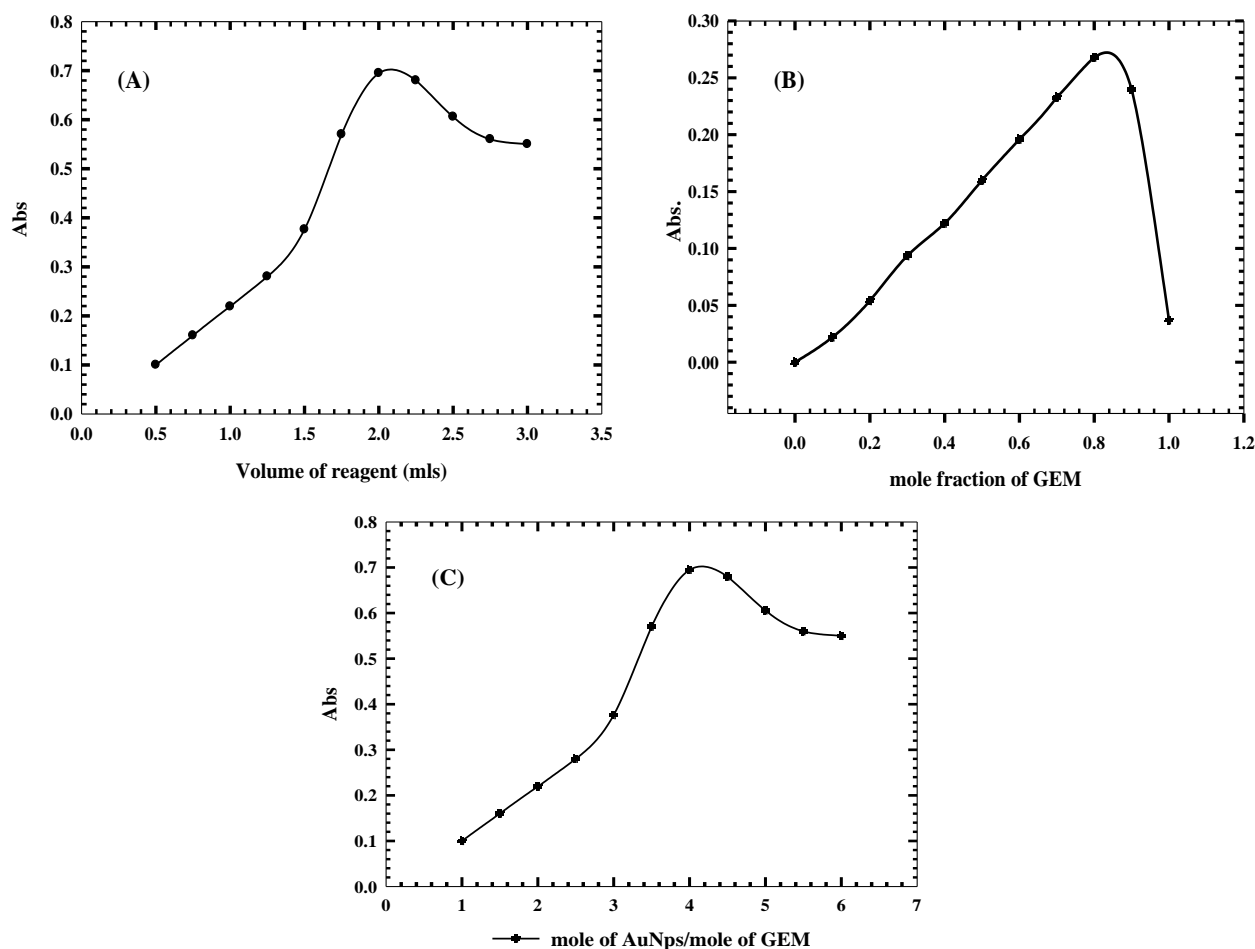 (A)
Abs
0.8
0.7
0.6
0.5
0.4
0.3
0.2
0.1
0.0
0.0 0.5 1.0 1.5 2.0 2.5 3.0 3.5
Volume of reagent (mls)
(B)
Abs.
0.30
0.25
0.20
0.15
0.10
0.05
0.00
0.0 0.2 0.4 0.6 0.8 1.0 1.2
mole fraction of GEM
(C)
Abs
0.8
0.7
0.6
0.5
0.4
0.3
0.2
0.1
0.0
0 1 2 3 4 5 6 7
mole of AuNps/mole of GEM